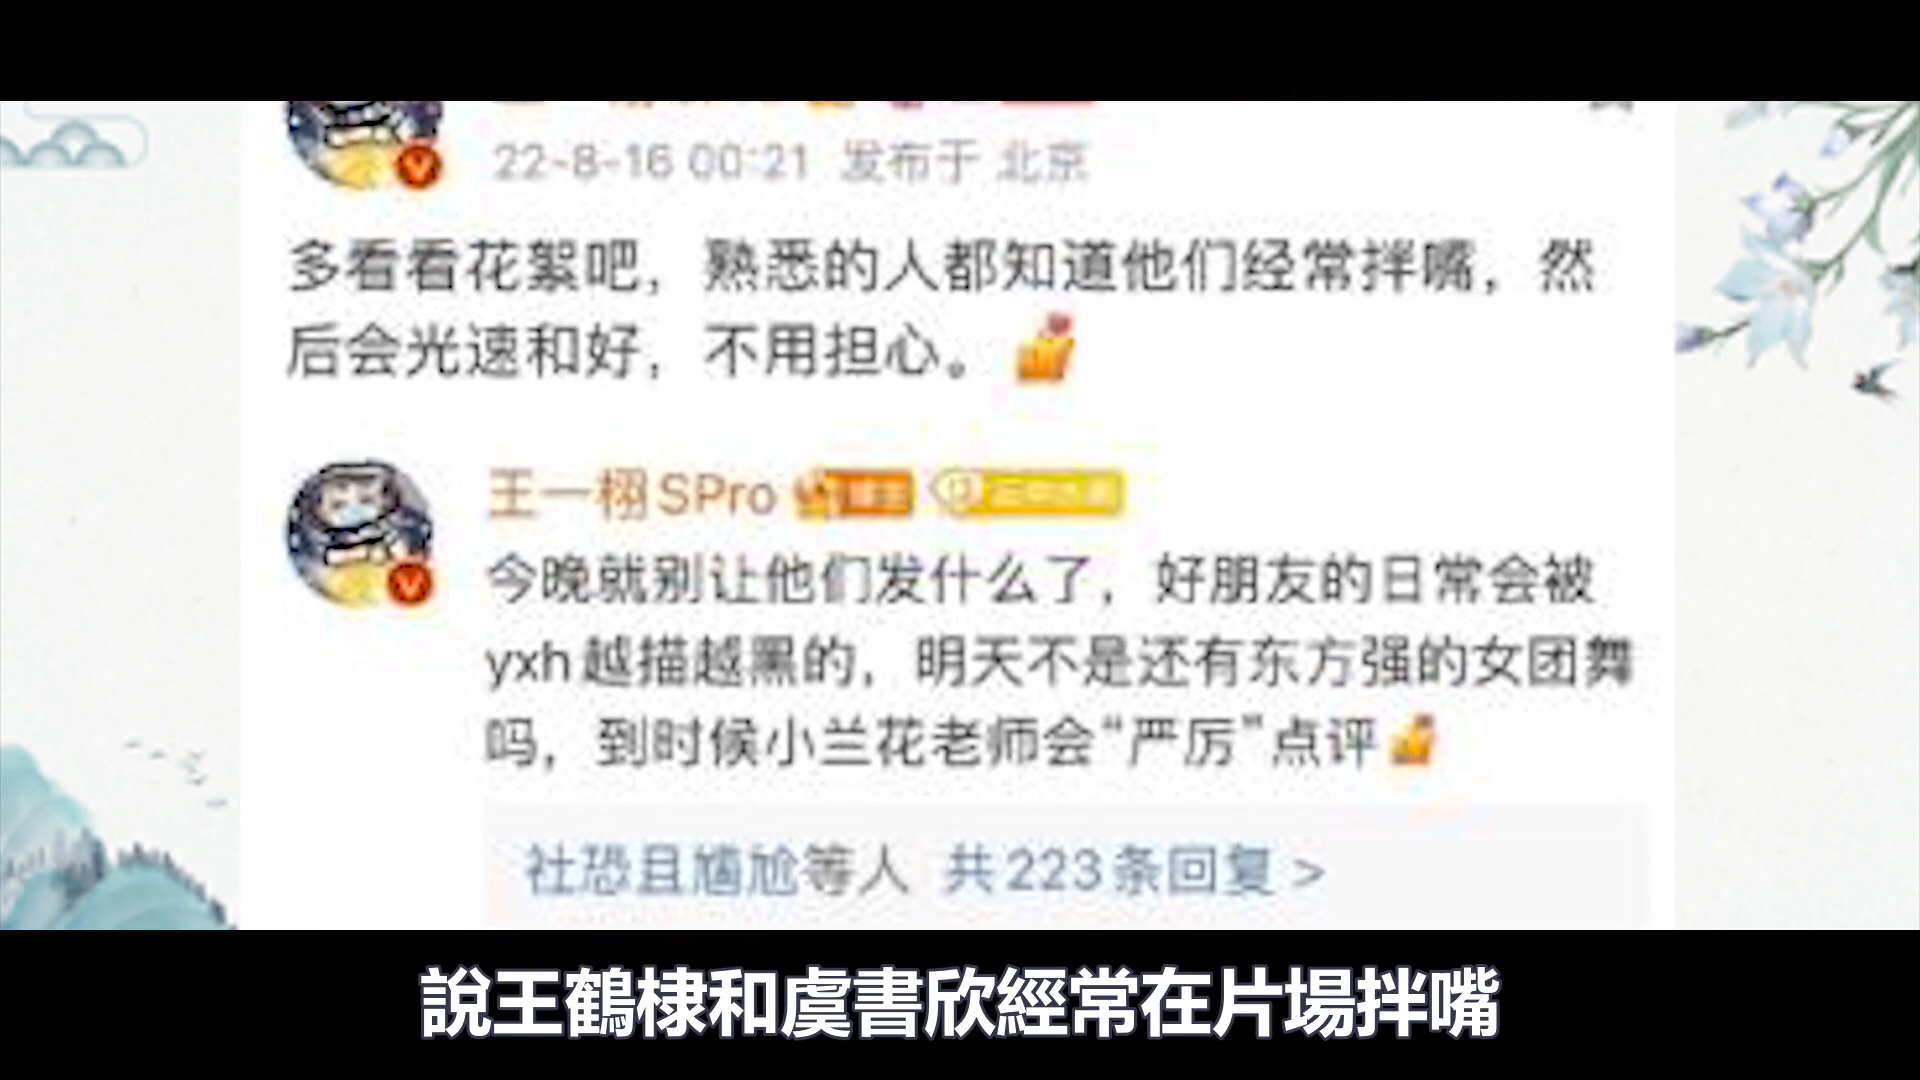 22-8-16 00:21 发布于 北京
多看看花絮吧，熟悉的人都知道他们经常拌嘴，然
后会光速和好，不用担心。
王一栩SPro
今晚就别让他们发什么了，好朋友的日常会被
yxh越描越黑的，明天不是还有东方强的女团舞
吗，到时候小兰花老师会“严厉”点评
社恐且尴尬等人 共223条回复 >
說王鶴棣和虞書欣經常在片場拌嘴